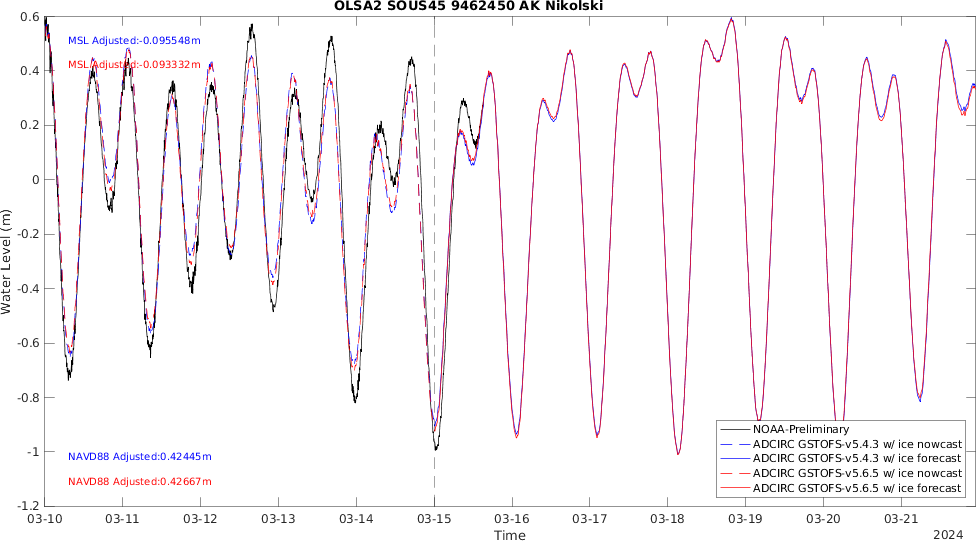 OLSA2 SOUS45 9462450 AK Nikolski
0.6
0.4
0.2
0
-0.2
-0.4
-0.6
-0.8
-1
-1.2
Water Level (m)
MSL Adjusted:-0.095548m
MSL Adjusted:-0.093332m
NAVD88 Adjusted:0.42445m
NAVD88 Adjusted:0.42667m
NOAA-Preliminary
ADCIRC GSTOFS-v5.4.3 w/ ice nowcast
ADCIRC GSTOFS-v5.4.3 w/ ice forecast
ADCIRC GSTOFS-v5.6.5 w/ ice nowcast
ADCIRC GSTOFS-v5.6.5 w/ ice forecast
03-10 03-11 03-12 03-13 03-14 03-15 03-16 03-17 03-18 03-19 03-20 03-21
Time
2024